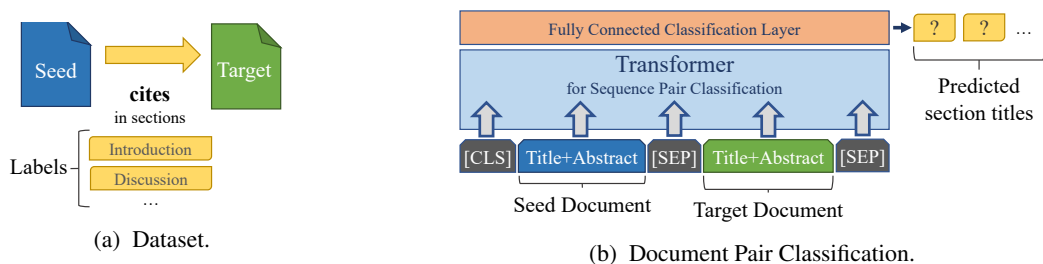 Seed
Target
cites
in sections
Labels
Introduction
Discussion
...
(a) Dataset.
Fully Connected Classification Layer
? ? ...
Transformer
for Sequence Pair Classification
Predicted
section titles
[CLS] Title+Abstract [SEP] Title+Abstract [SEP]
Seed Document
Target Document
(b) Document Pair Classification.